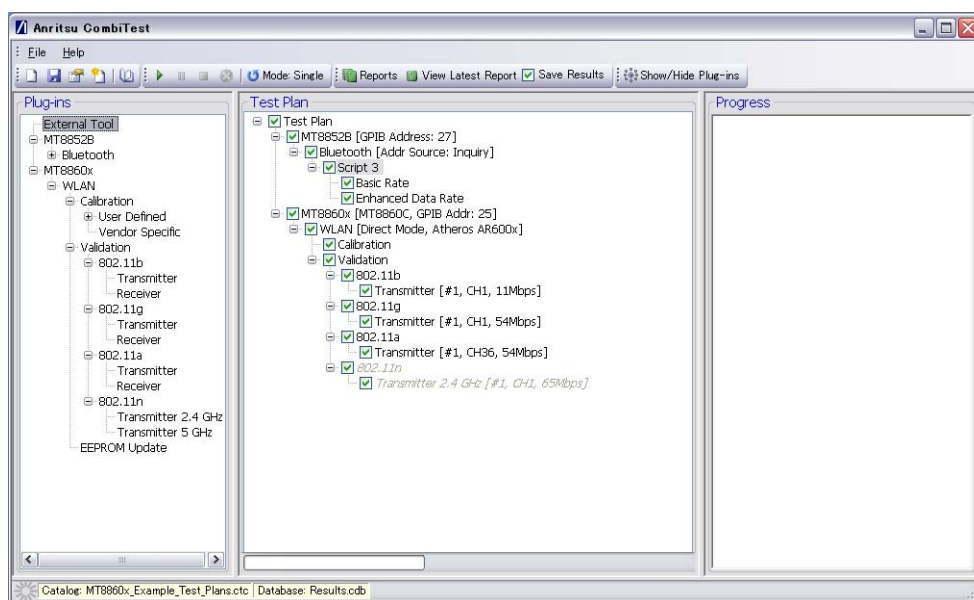 Anritsu CombiTest
File Help
Mode: Single Reports View Latest Report Save Results Show/Hide Plug-ins
Plug-ins
External Tool
MT8852B
Bluetooth
MT8860x
WLAN
Calibration
User Defined
Vendor Specific
Validation
802.11b
Transmitter
Receiver
802.11g
Transmitter
Receiver
802.11a
Transmitter
Receiver
802.11n
Transmitter 2.4 GHz
Transmitter 5 GHz
EEPROM Update
Test Plan
Test Plan
MT8852B [GPIB Address: 27]
Bluetooth [Addr Source: Inquiry]
Script 3
Basic Rate
Enhanced Data Rate
MT8860x [MT8860C, GPIB Addr: 25]
WLAN [Direct Mode, Atheros AR600x]
Calibration
Validation
802.11b
Transmitter [#1, CH1, 11Mbps]
802.11g
Transmitter [#1, CH1, 54Mbps]
802.11a
Transmitter [#1, CH36, 54Mbps]
802.11n
Transmitter 2.4 GHz [#1, CH1, 65Mbps]
Progress
Catalog: MT8860x_Example_Test_Plans.ctc Database: Results.cdb